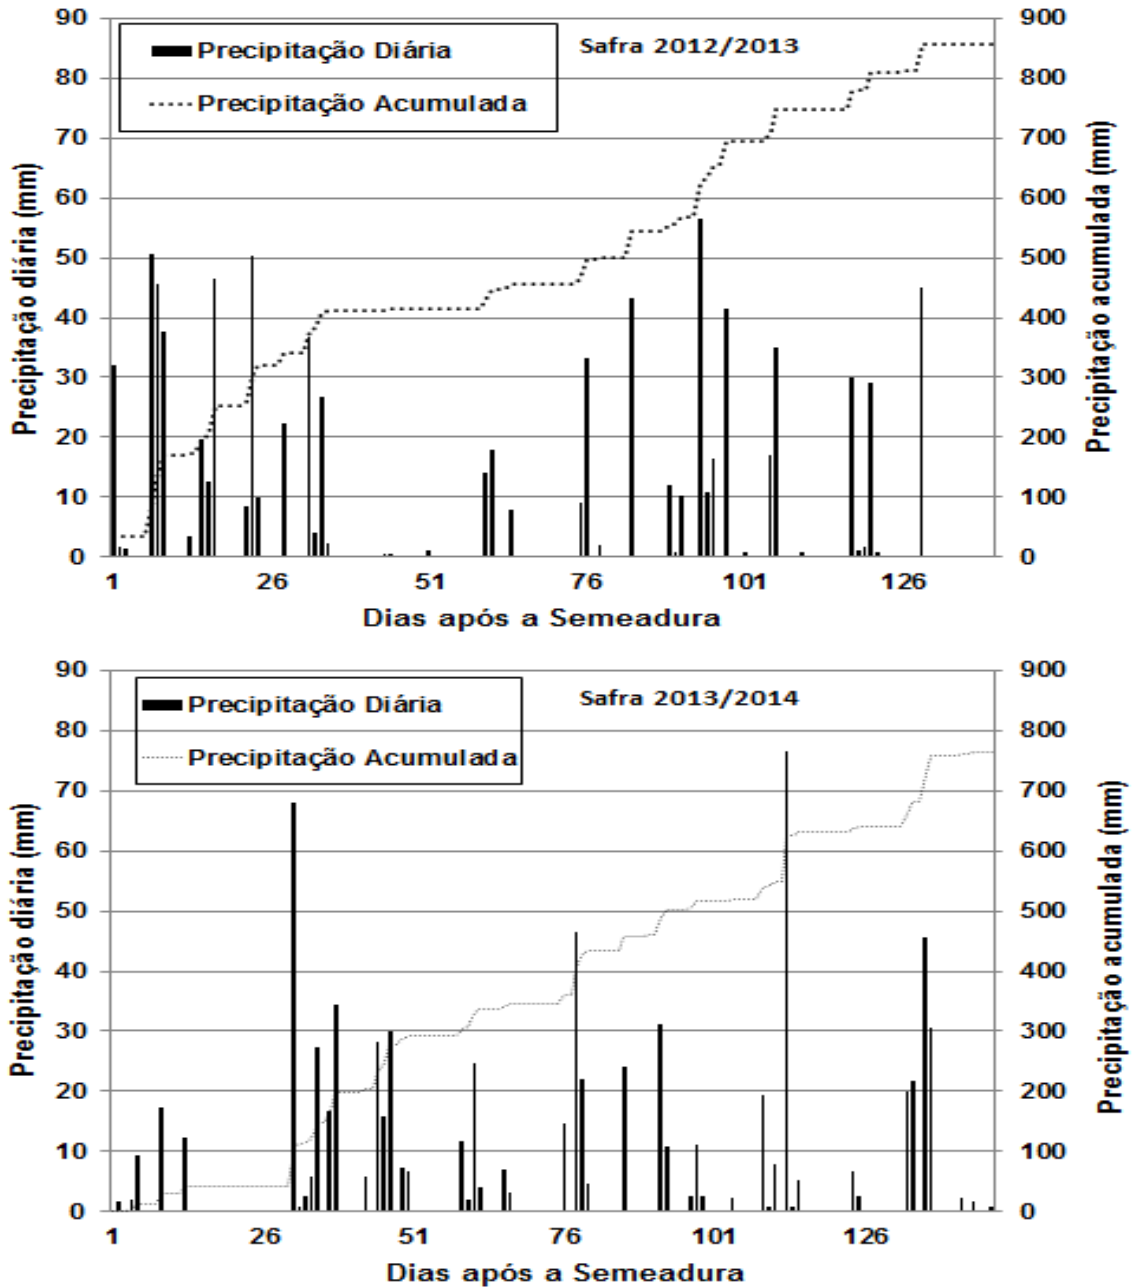 90
80
70
60
50
40
30
20
10
0
Precipitação diária (mm)
Precipitação Diária
Precipitação Acumulada
Safra 2012/2013
900
800
700
600
500
400
300
200
100
0
Precipitação acumulada (mm)
1 26 51 76 101 126
Dias após a Semeadura
90
80
70
60
50
40
30
20
10
0
Precipitação diária (mm)
Precipitação Diária
Precipitação Acumulada
Safra 2013/2014
900
800
700
600
500
400
300
200
100
0
Precipitação acumulada (mm)
1 26 51 76 101 126
Dias após a Semeadura